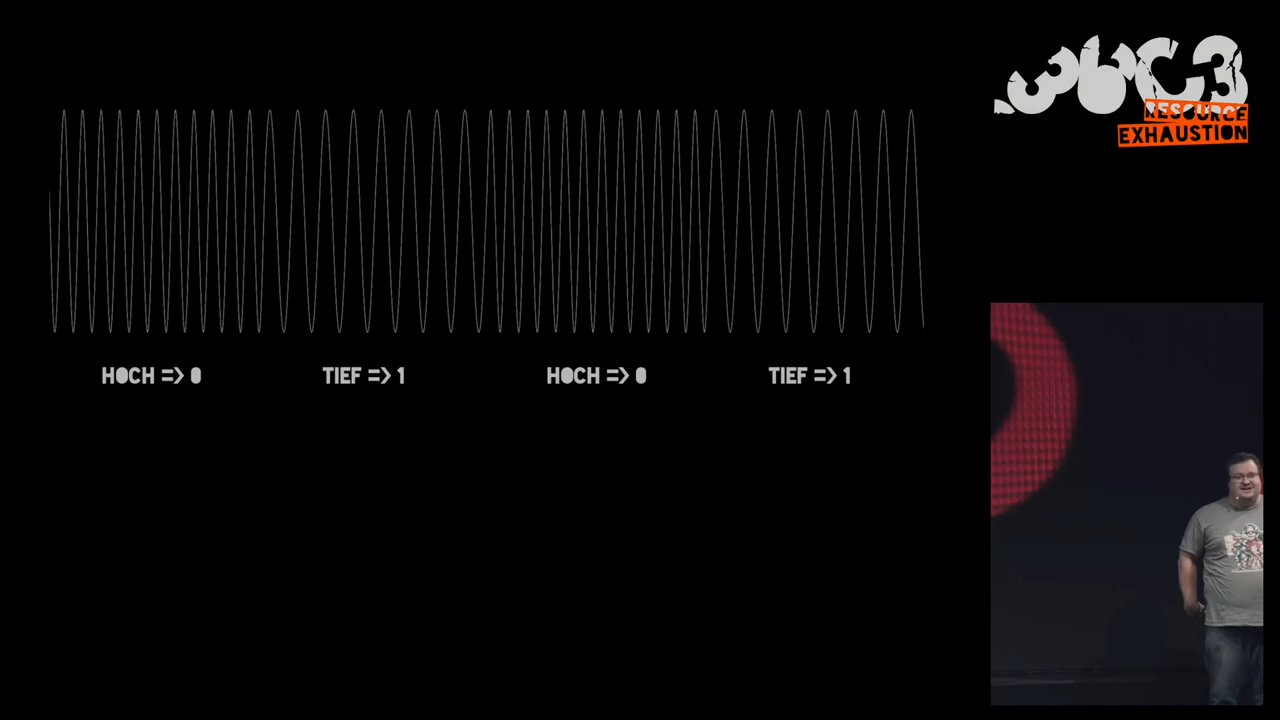 36C3
RESOURCE
EXHAUSTION
HOCH => 0
TIEF => 1
HOCH => 0
TIEF => 1